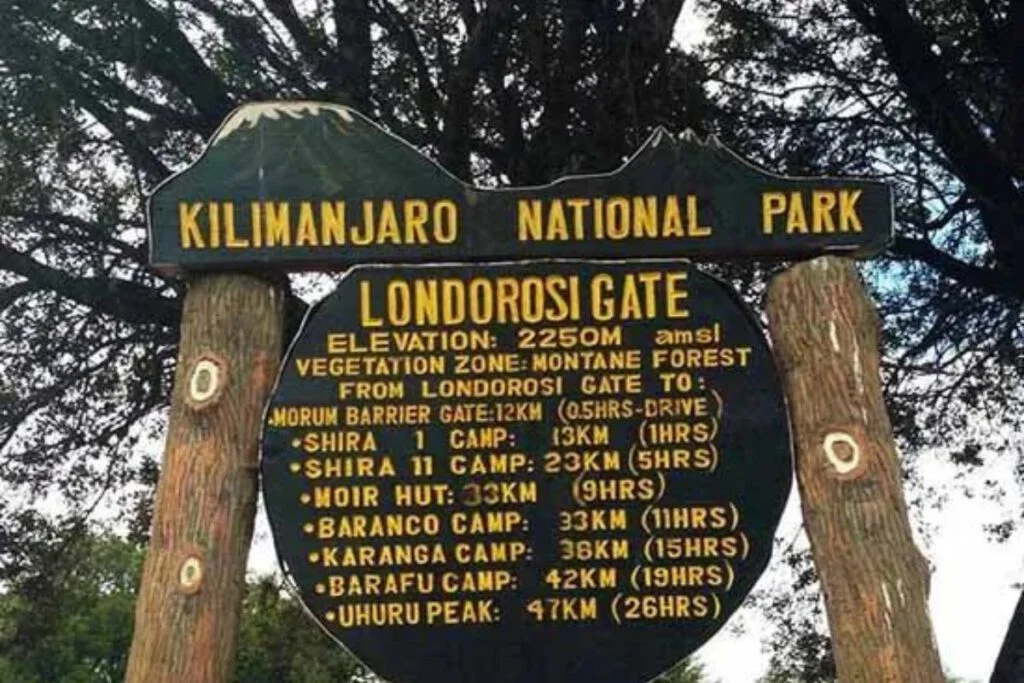 KILIMANJARO NATIONAL PARK
LONDOROSI GATE
ELEVATION: 2250M amsl
VEGETATION ZONE: MONTANE FOREST
FROM LONDOROSI GATE TO:
•MORUM BARRIER GATE:12KM (0.5HRS-DRIVE)
•SHIRA 1 CAMP: 13KM (1HRS)
•SHIRA 11 CAMP: 23KM (5HRS)
•MOIR HUT: 33KM (9HRS)
•BARANCO CAMP: 33KM (11HRS)
•KARANGA CAMP: 38KM (15HRS)
•BARAFU CAMP: 42KM (19HRS)
•UHURU PEAK: 47KM (26HRS)